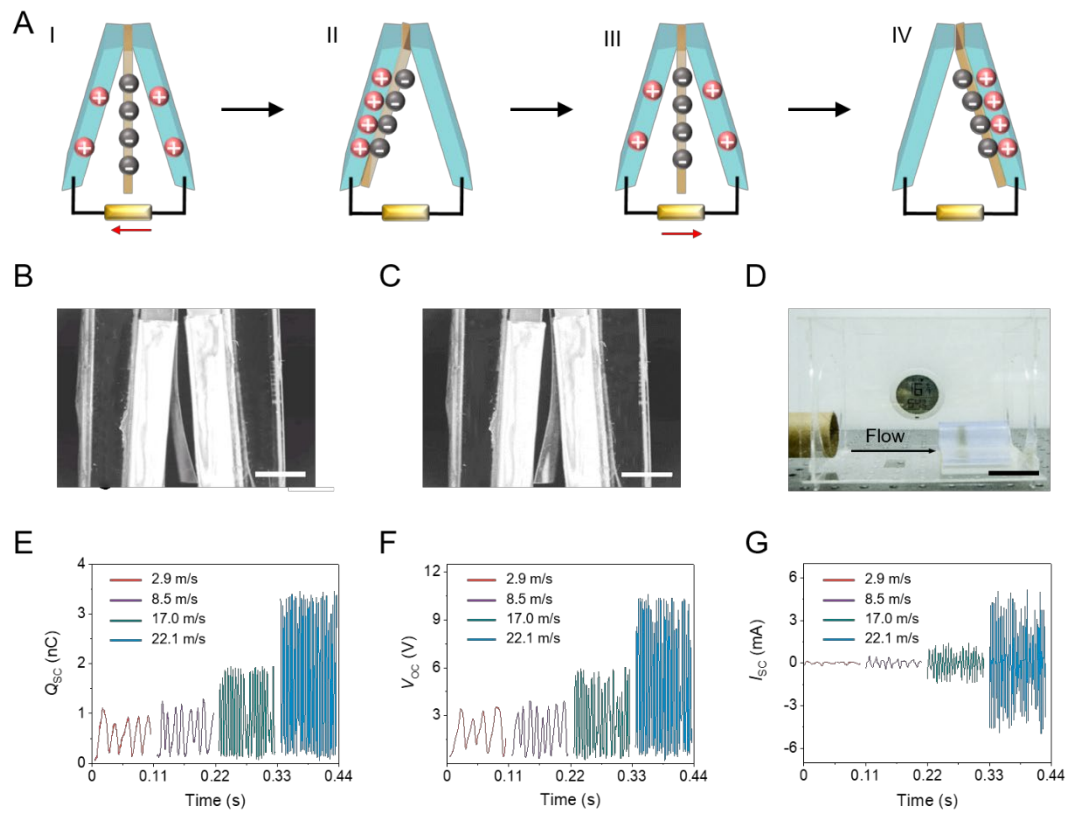 A
I
II
III
IV
+ + + +
- - - -
+ + + +
- - - -
+ + + +
- - - -
+ + + +
- - - -
B
C
D
Flow
E
F
G
4
3
2
1
0
Q_SC (nC)
2.9 m/s
8.5 m/s
17.0 m/s
22.1 m/s
0 0.11 0.22 0.33 0.44
Time (s)
12
9
6
3
V_OC (V)
2.9 m/s
8.5 m/s
17.0 m/s
22.1 m/s
0 0.11 0.22 0.33 0.44
Time (s)
6
3
0
-3
-6
I_SC (mA)
2.9 m/s
8.5 m/s
17.0 m/s
22.1 m/s
0 0.11 0.22 0.33 0.44
Time (s)